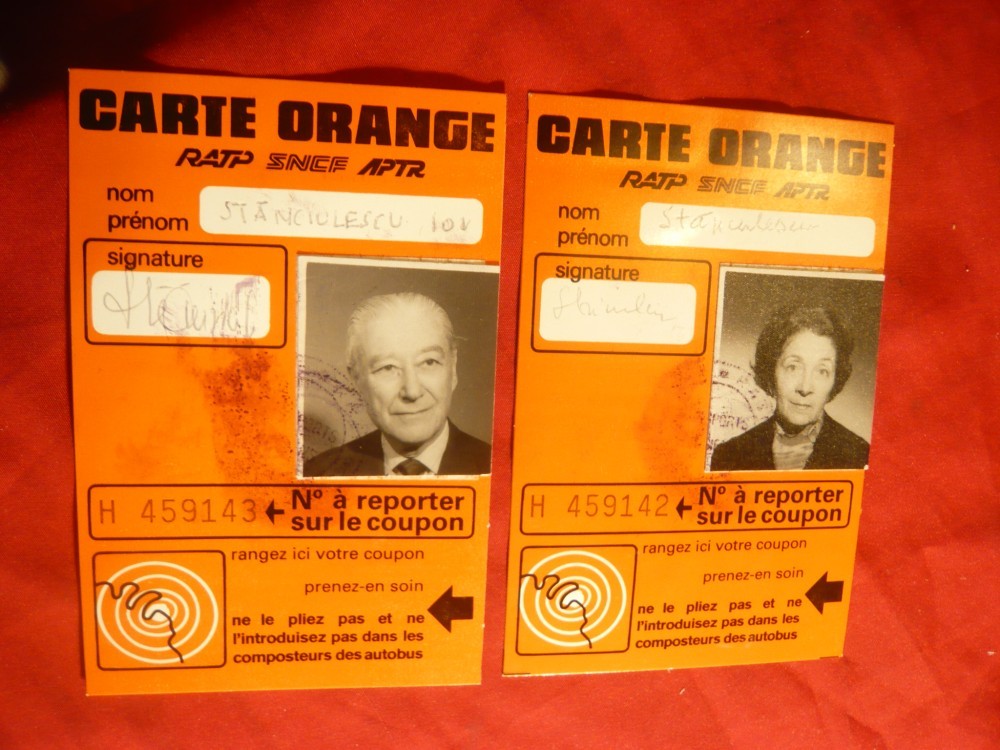 CARTE ORANGE
RATP SNCF APTR
nom
prénom
STĂNCIULESCU ION
signature
H 459143
Nº à reporter
sur le coupon
rangez ici votre coupon
prenez-en soin
ne le pliez pas et ne
l'introduisez pas dans les
composteurs des autobus
CARTE ORANGE
RATP SNCF APTR
nom
prénom
Stănciulescu
signature
H 459142
Nº à reporter
sur le coupon
rangez ici votre coupon
prenez-en soin
ne le pliez pas et ne
l'introduisez pas dans les
composteurs des autobus